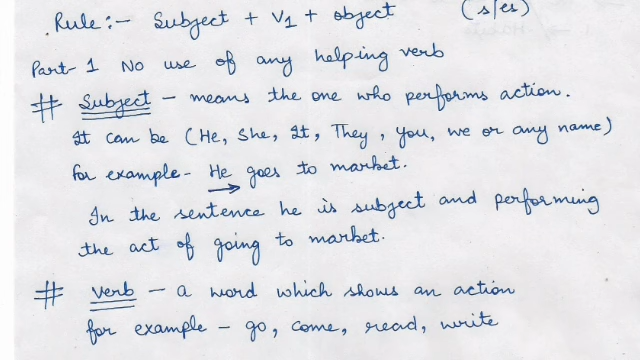 Rule:- Subject + V1 + object (s/es)
Part-1 No use of any helping verb
# Subject - means the one who performs action.
It can be (He, She, It, They, you, we or any name)
for example- He goes to market.
In the sentence he is subject and performing
the act of going to market.
# Verb - a word which shows an action
for example - go, come, read, write